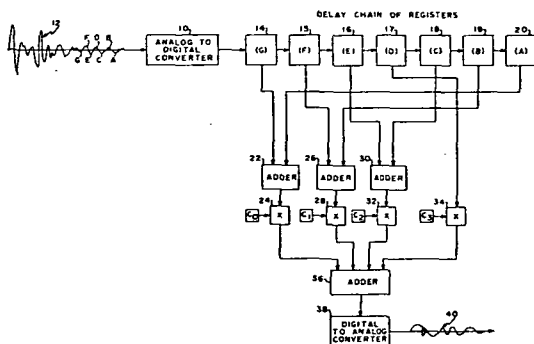 DELAY CHAIN OF REGISTERS
12
F D B
G E C A
10
ANALOG TO
DIGITAL
CONVERTER
14
(G)
15
(F)
16
(E)
17
(D)
18
(C)
19
(B)
20
(A)
22
ADDER
26
ADDER
30
ADDER
24
C0
X
28
C1
X
32
C2
X
34
C3
X
36
ADDER
38
DIGITAL
TO ANALOG
CONVERTER
40